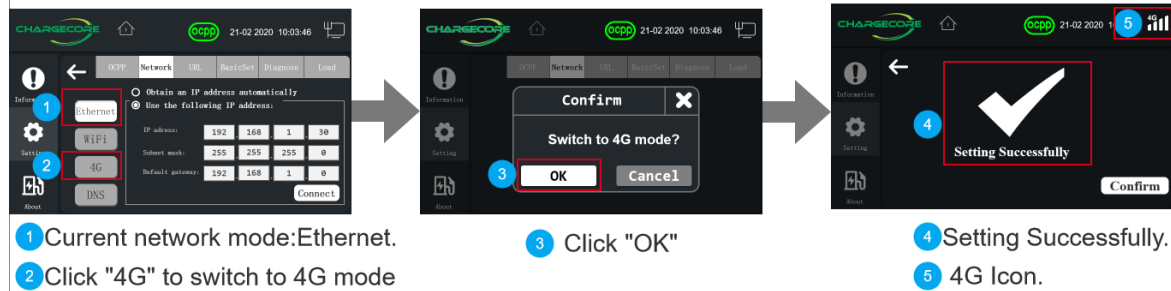 CHARGECORE
ocpp
21-02 2020 10:03:46
OCPP Network URL BasicSet Diagnose Load
Obtain an IP address automatically
Use the following IP address:
1
Ethernet
IP adress: 192 168 1 30
WiFi
Subnet mask: 255 255 255 0
Setting
2
4G
Default gateway: 192 168 1 0
DNS
Connect
About
CHARGECORE
ocpp
21-02 2020 10:03:46
OCPP Network URL BasicSet Diagnose Load
Information
Confirm
Switch to 4G mode?
Setting
3
OK
Cancel
About
CHARGECORE
ocpp
21-02 2020
5
4G
Information
4
Setting
Setting Successfully
Confirm
About
1 Current network mode:Ethernet.
2 Click "4G" to switch to 4G mode
3 Click "OK"
4 Setting Successfully.
5 4G Icon.